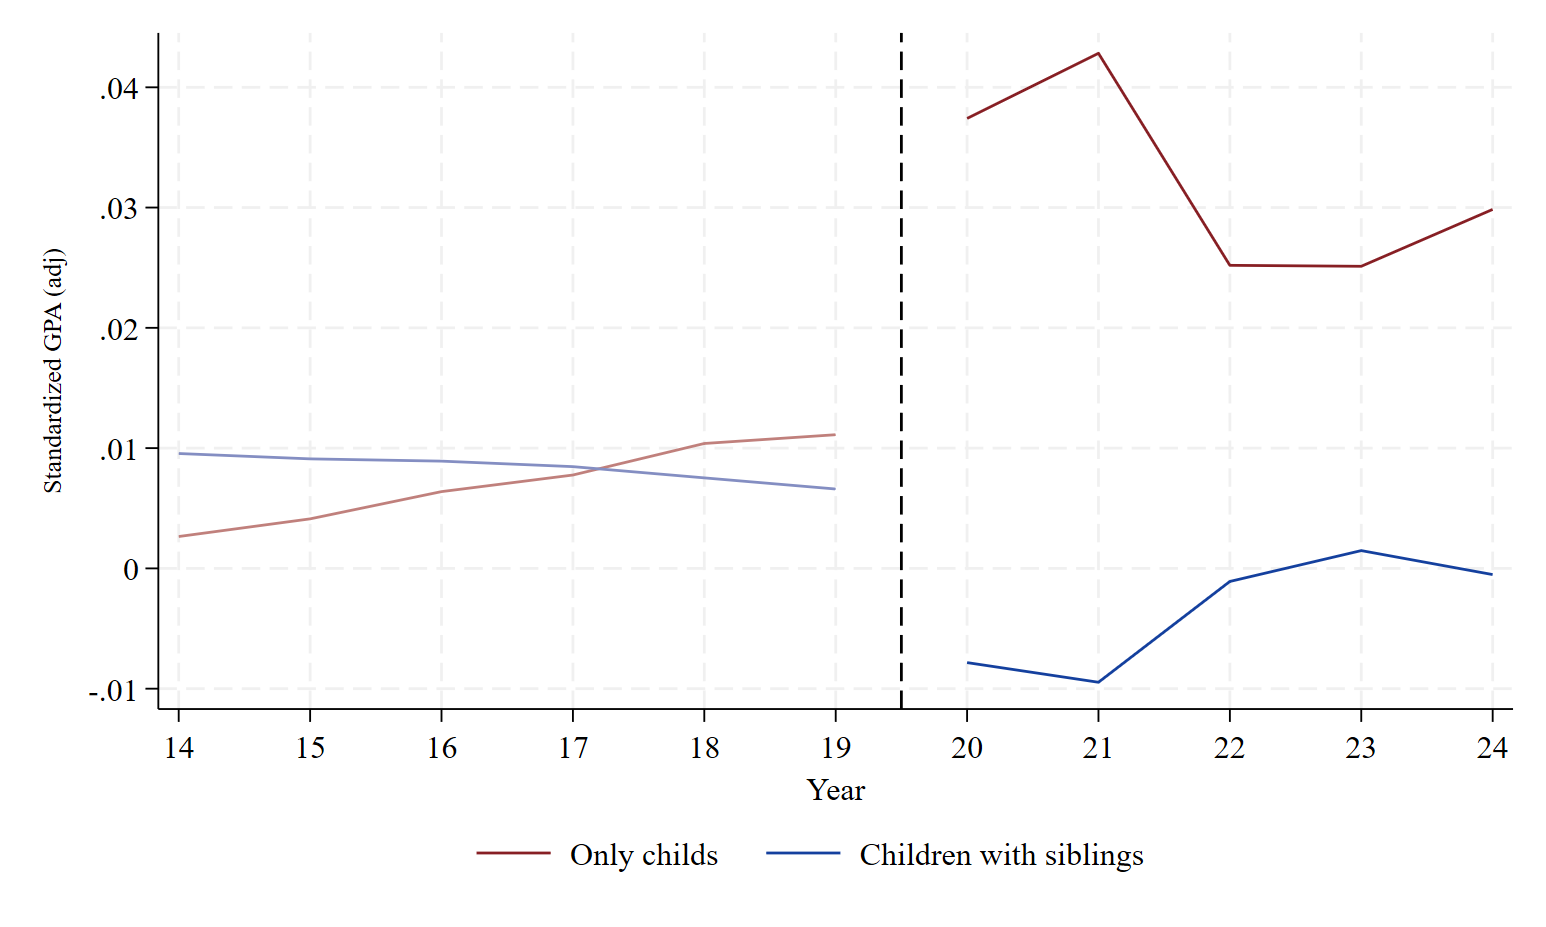 Standardized GPA (adj)
.04
.03
.02
.01
0
-.01
14 15 16 17 18 19 20 21 22 23 24
Year
Only childs Children with siblings